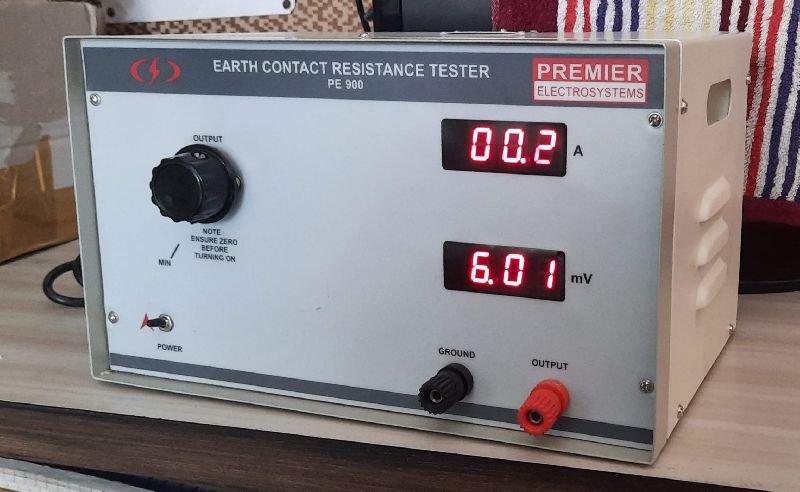 EARTH CONTACT RESISTANCE TESTER
PE 900
PREMIER
ELECTROSYSTEMS
OUTPUT
NOTE
ENSURE ZERO
BEFORE
TURNING ON
MIN
00.2 A
6.01 mV
POWER
GROUND
OUTPUT